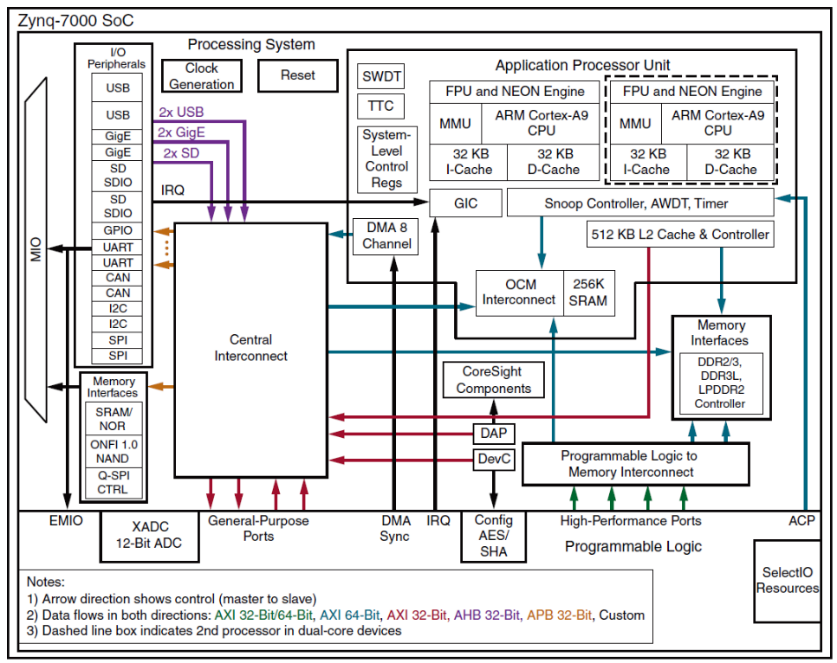 Zynq-7000 SoC
Processing System
I/O
Peripherals
USB
USB
GigE
GigE
SD
SDIO
SD
SDIO
GPIO
UART
UART
CAN
CAN
I2C
I2C
SPI
SPI
MIO
Clock
Generation
Reset
2x USB
2x GigE
2x SD
IRQ
Application Processor Unit
SWDT
TTC
System-
Level
Control
Regs
FPU and NEON Engine
MMU
ARM Cortex-A9
CPU
32 KB
I-Cache
32 KB
D-Cache
FPU and NEON Engine
MMU
ARM Cortex-A9
CPU
32 KB
I-Cache
32 KB
D-Cache
GIC
Snoop Controller, AWDT, Timer
DMA 8
Channel
512 KB L2 Cache & Controller
OCM
Interconnect
256K
SRAM
Central
Interconnect
Memory
Interfaces
DDR2/3,
DDR3L,
LPDDR2
Controller
CoreSight
Components
DAP
DevC
Programmable Logic to
Memory Interconnect
Memory
Interfaces
SRAM/
NOR
ONFI 1.0
NAND
Q-SPI
CTRL
EMIO
XADC
12-Bit ADC
General-Purpose
Ports
DMA
Sync
IRQ
Config
AES/
SHA
High-Performance Ports
ACP
Programmable Logic
SelectIO
Resources
Notes:
1) Arrow direction shows control (master to slave)
2) Data flows in both directions: AXI 32-Bit/64-Bit, AXI 64-Bit, AXI 32-Bit, AHB 32-Bit, APB 32-Bit, Custom
3) Dashed line box indicates 2nd processor in dual-core devices